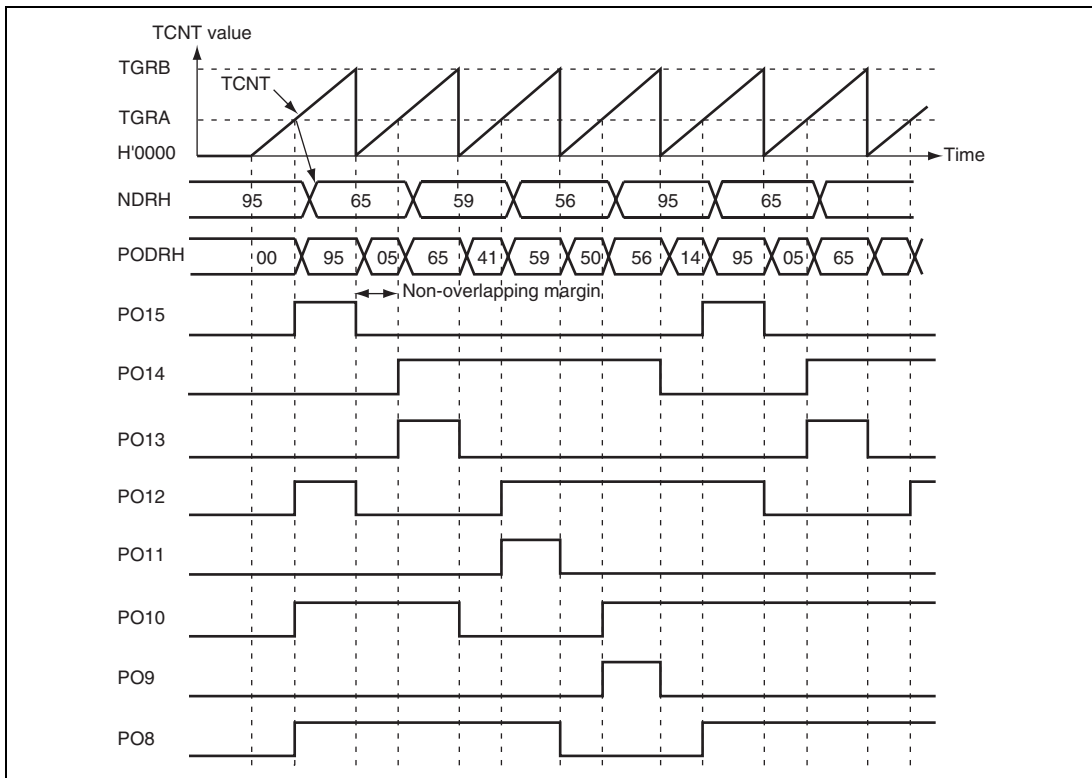 TCNT value
TGRB
TCNT
TGRA
H'0000
Time
NDRH 95 65 59 56 95 65
PODRH 00 95 05 65 41 59 50 56 14 95 05 65
Non-overlapping margin
PO15
PO14
PO13
PO12
PO11
PO10
PO9
PO8